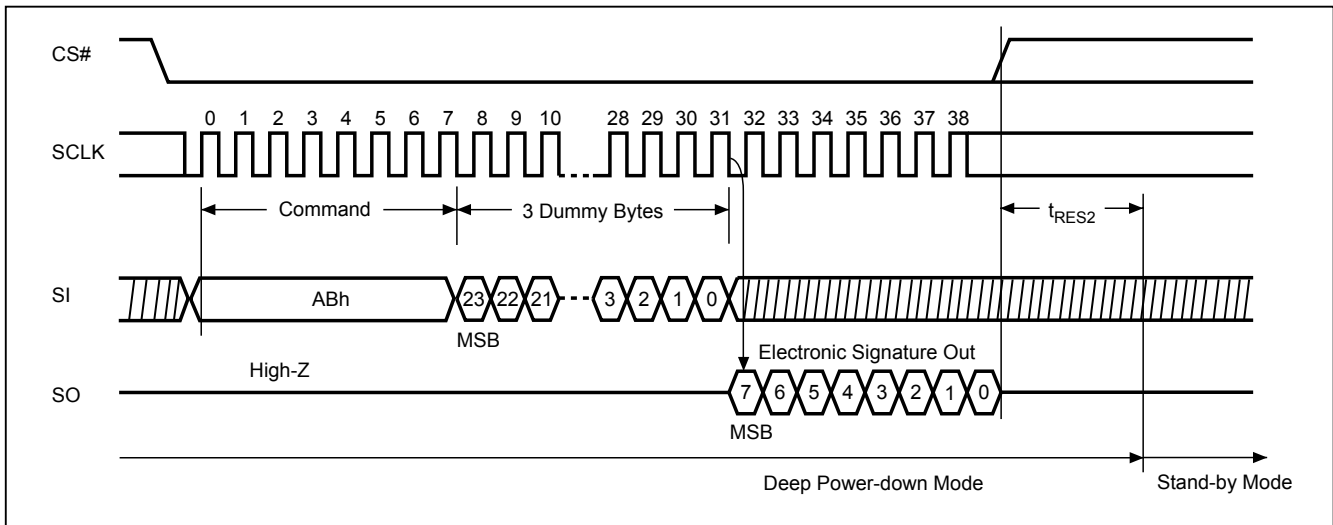 CS#
0 1 2 3 4 5 6 7 8 9 10 28 29 30 31 32 33 34 35 36 37 38
SCLK
Command 3 Dummy Bytes tRES2
SI ABh 23 22 21 3 2 1 0
MSB
Electronic Signature Out
High-Z
SO 7 6 5 4 3 2 1 0
MSB
Deep Power-down Mode Stand-by Mode